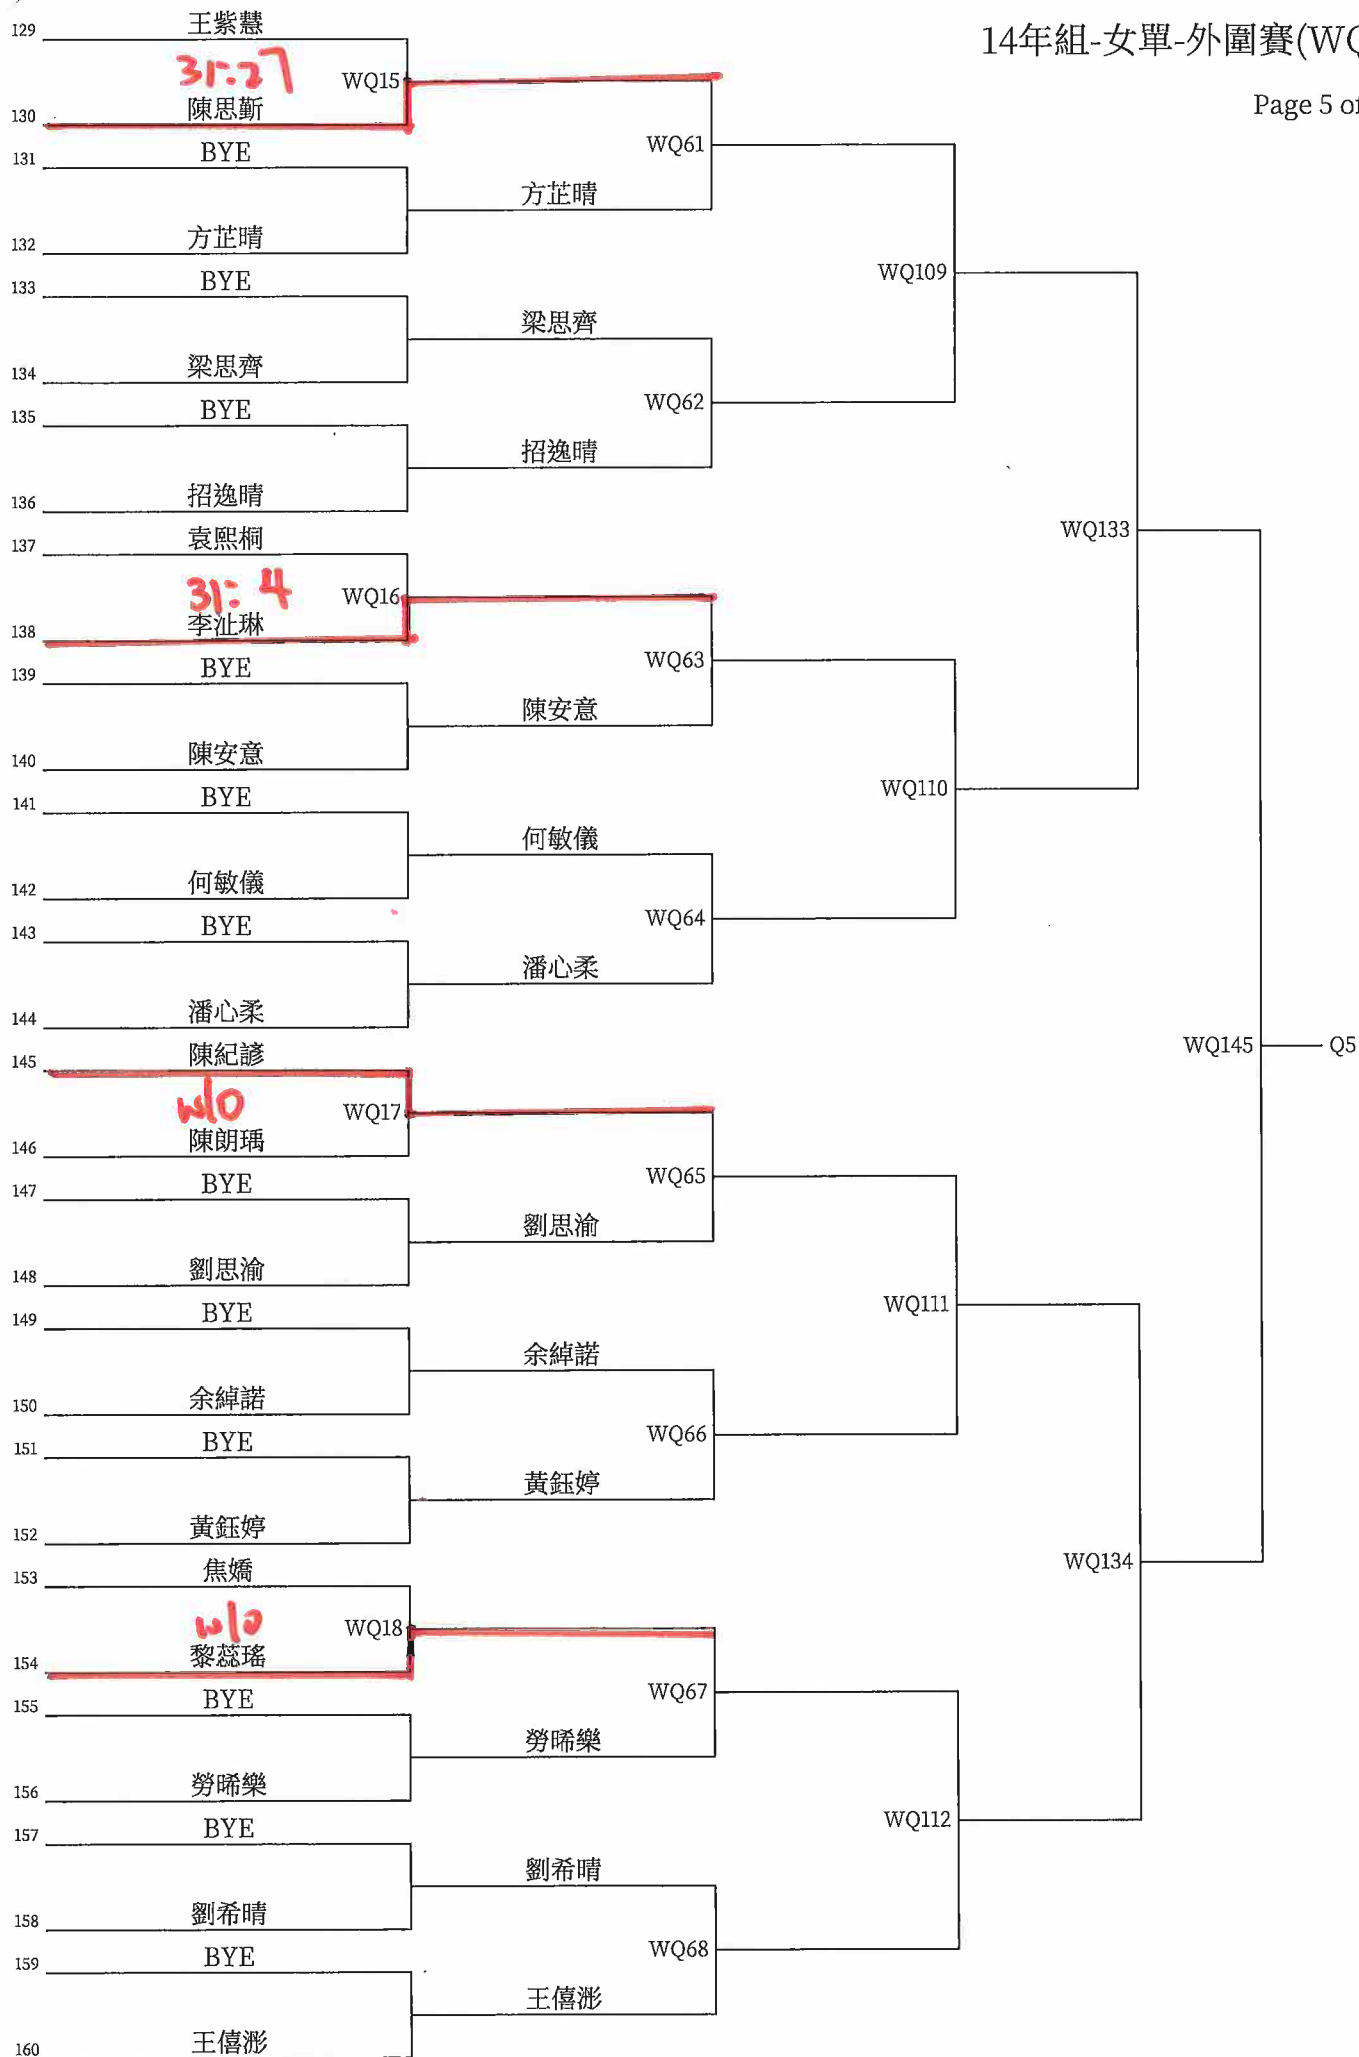 14年組-女單-外圍賽(WQ
Page 5 of
129 王紫慧
31:27
WQ15
130 陳思斳
131 BYE
WQ61
方芷晴
132 方芷晴
133 BYE
WQ109
梁思齊
134 梁思齊
135 BYE
WQ62
招逸晴
136 招逸晴
137 袁熙桐
WQ133
31:4
WQ16
138 李沚琳
139 BYE
WQ63
陳安意
140 陳安意
141 BYE
WQ110
何敏儀
142 何敏儀
143 BYE
WQ64
潘心柔
144 潘心柔
145 陳紀諺
WQ145 Q5
w/o
WQ17
146 陳朗瑀
147 BYE
WQ65
劉思渝
148 劉思渝
149 BYE
WQ111
余綽諾
150 余綽諾
151 BYE
WQ66
黃鈺婷
152 黃鈺婷
153 焦嬌
WQ134
w/o
WQ18
154 黎蕊瑤
155 BYE
WQ67
勞晞樂
156 勞晞樂
157 BYE
WQ112
劉希晴
158 劉希晴
159 BYE
WQ68
王僖浵
160 王僖浵